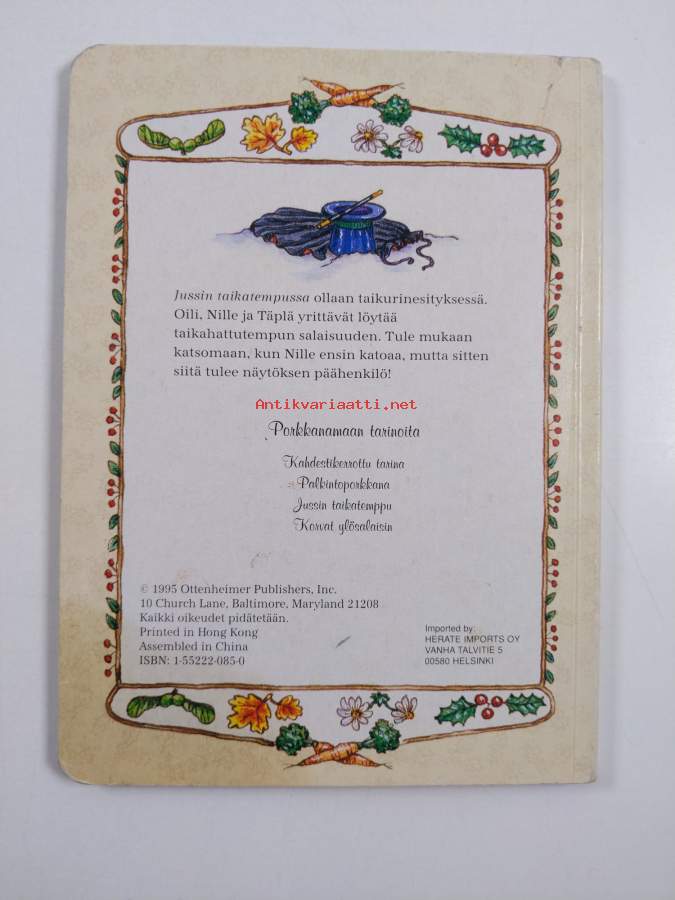 Jussin taikatempussa ollaan taikurinesityksessä.
Oili, Nille ja Täplä yrittävät löytää
taikahattutempun salaisuuden. Tule mukaan
katsomaan, kun Nille ensin katoaa, mutta sitten
siitä tulee näytöksen päähenkilö!
Antikvariaatti.net
Porkkanamaan tarinoita
Kahdestikerrottu tarina
Palkintoporkkana
Jussin taikatemppu
Korvat ylösalaisin
© 1995 Ottenheimer Publishers, Inc.
10 Church Lane, Baltimore, Maryland 21208
Kaikki oikeudet pidätetään.
Printed in Hong Kong
Assembled in China
ISBN: 1-55222-085-0
Imported by:
HERATE IMPORTS OY
VANHA TALVITIE 5
00580 HELSINKI